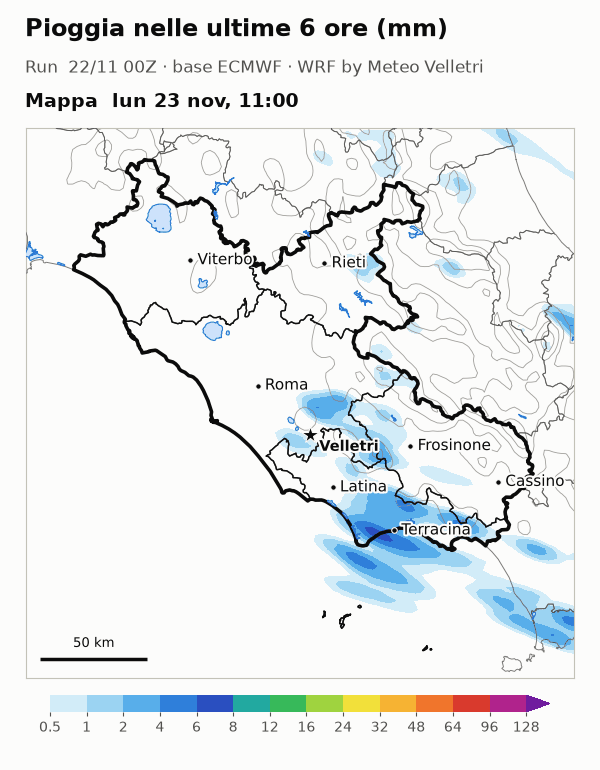 Pioggia nelle ultime 6 ore (mm)
Run  22/11 00Z · base ECMWF · WRF by Meteo Velletri
Mappa  lun 23 nov, 11:00
Viterbo
Rieti
Roma
Velletri
Frosinone
Cassino
Latina
Terracina
50 km
0.5 1 2 4 6 8 12 16 24 32 48 64 96 128